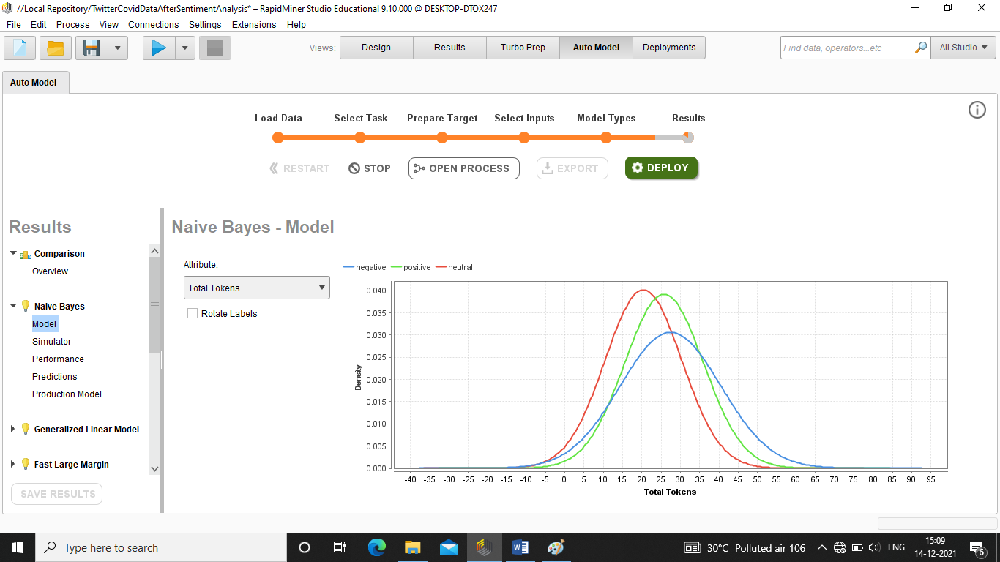 //Local Repository/TwitterCovidDataAfterSentimentAnalysis* – RapidMiner Studio Educational 9.10.000 @ DESKTOP-DTOX247
File Edit Process View Connections Settings Extensions Help
Views: Design Results Turbo Prep Auto Model Deployments Find data, operators...etc All Studio
Auto Model
Load Data Select Task Prepare Target Select Inputs Model Types Results
RESTART STOP OPEN PROCESS EXPORT DEPLOY
Results
Comparison
Overview
Naive Bayes
Model
Simulator
Performance
Predictions
Production Model
Generalized Linear Model
Fast Large Margin
SAVE RESULTS
Naive Bayes - Model
Attribute:
Total Tokens
Rotate Labels
negative positive neutral
Density
0.040
0.035
0.030
0.025
0.020
0.015
0.010
0.005
0.000
-40 -35 -30 -25 -20 -15 -10 -5 0 5 10 15 20 25 30 35 40 45 50 55 60 65 70 75 80 85 90 95
Total Tokens
Type here to search
30°C Polluted air 106
ENG
15:09
14-12-2021
6